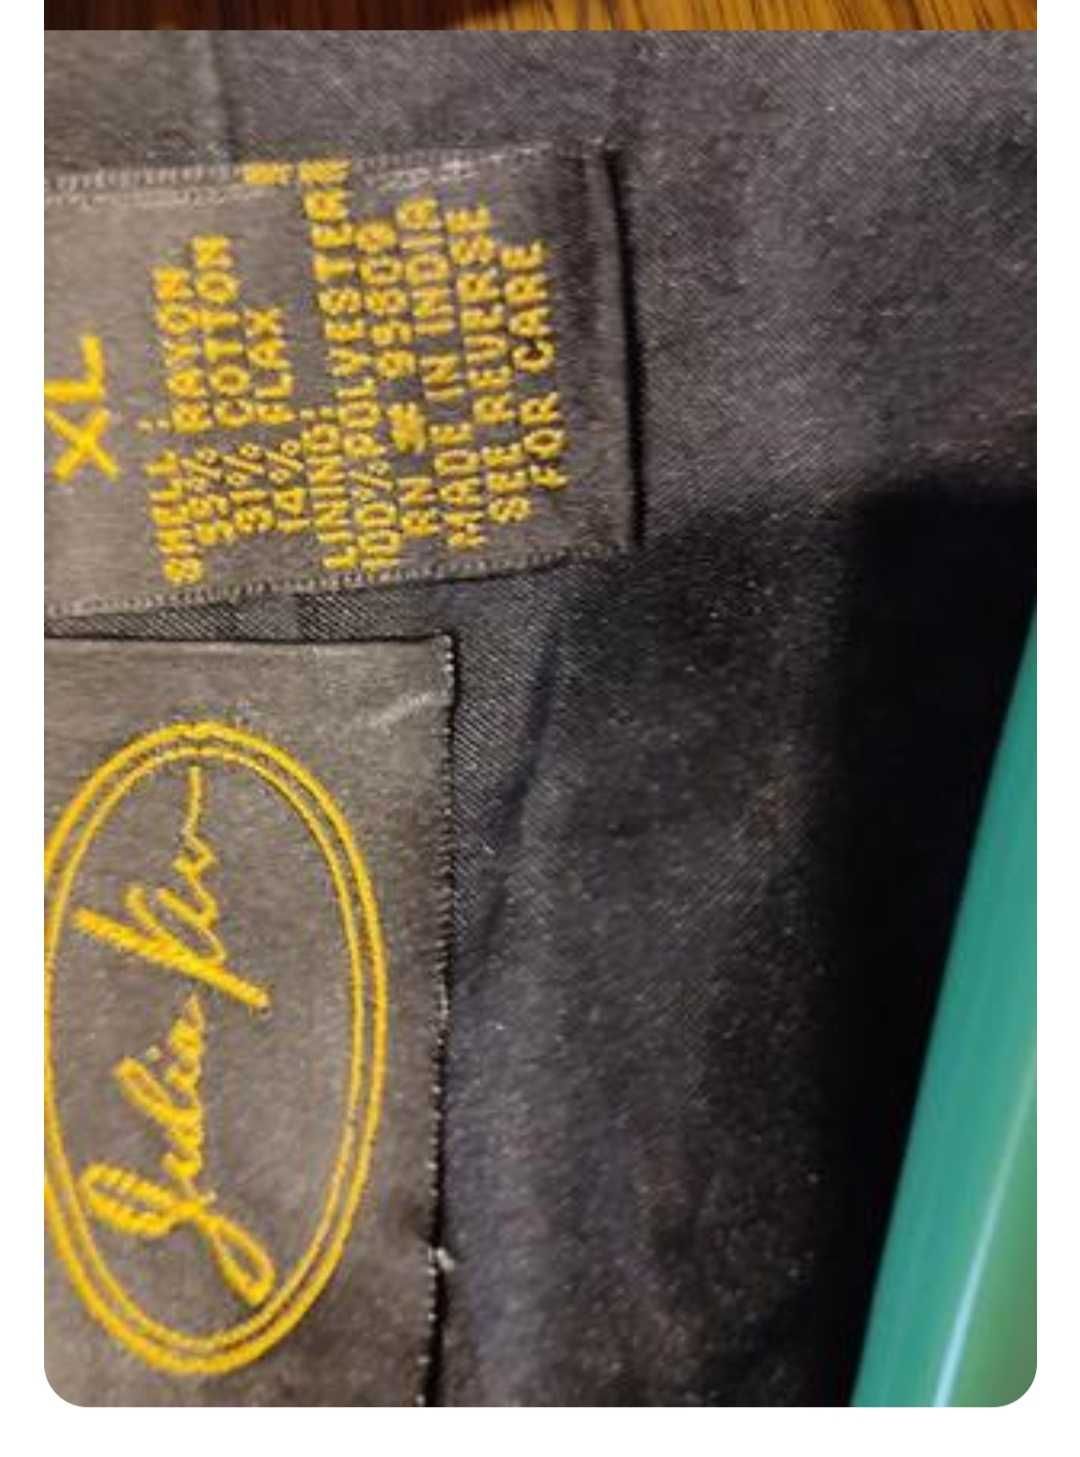 XL
SHELL:
55% RAYON
31% COTTON
14% FLAX
LINING:
100% POLYESTER
RN #
MADE IN INDIA
SEE REVERSE
FOR CARE
Julia